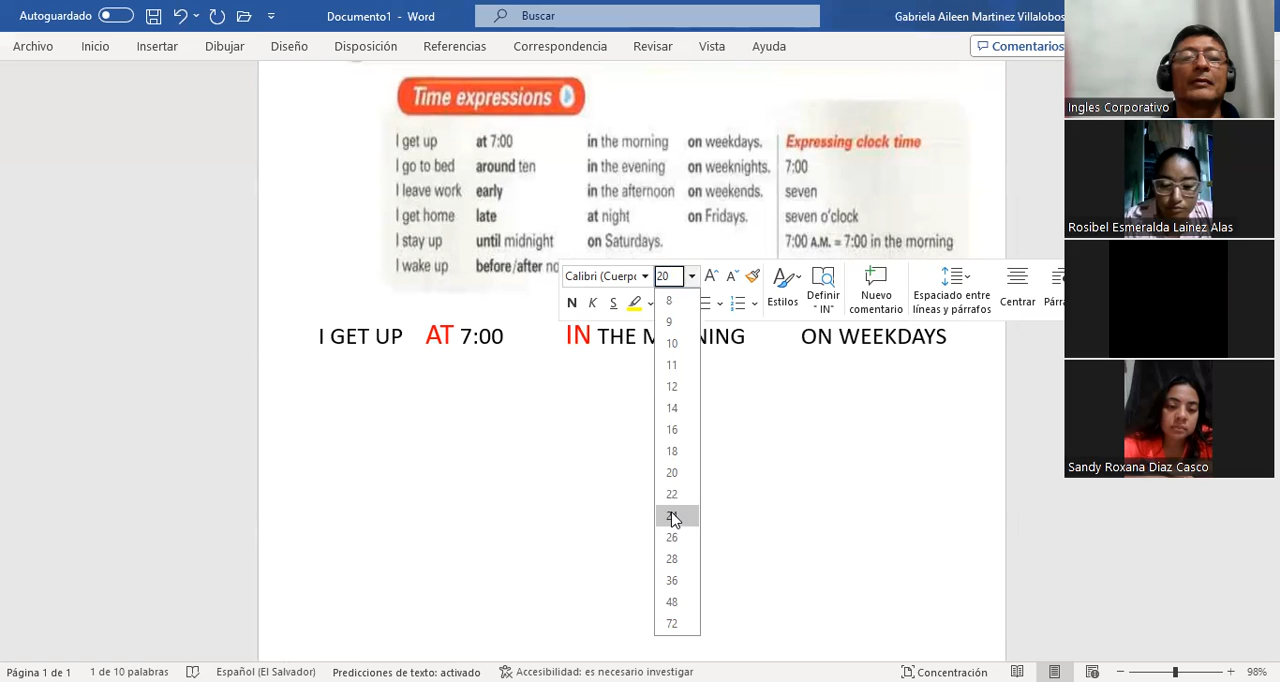 Autoguardado
Documento1 - Word
Buscar
Gabriela Aileen Martinez Villalobos
Archivo Inicio Insertar Dibujar Diseño Disposición Referencias Correspondencia Revisar Vista Ayuda
Comentarios
Time expressions
I get up at 7:00 in the morning on weekdays.
I go to bed around ten in the evening on weeknights.
I leave work early in the afternoon on weekends.
I get home late at night on Fridays.
I stay up until midnight on Saturdays.
I wake up before/after
Expressing clock time
7:00
seven
seven o'clock
7:00 A.M. = 7:00 in the morning
Calibri (Cuerpo 20
N K S
Estilos
Definir
" IN"
Nuevo
comentario
Espaciado entre
líneas y párrafos
Centrar
8
9
10
11
12
14
16
18
20
22
24
26
28
36
48
72
I GET UP AT 7:00 IN THE M NING ON WEEKDAYS
Ingles Corporativo
Rosibel Esmeralda Lainez Alas
Sandy Roxana Diaz Casco
Página 1 de 1
1 de 10 palabras
Español (El Salvador)
Predicciones de texto: activado
Accesibilidad: es necesario investigar
Concentración
98%